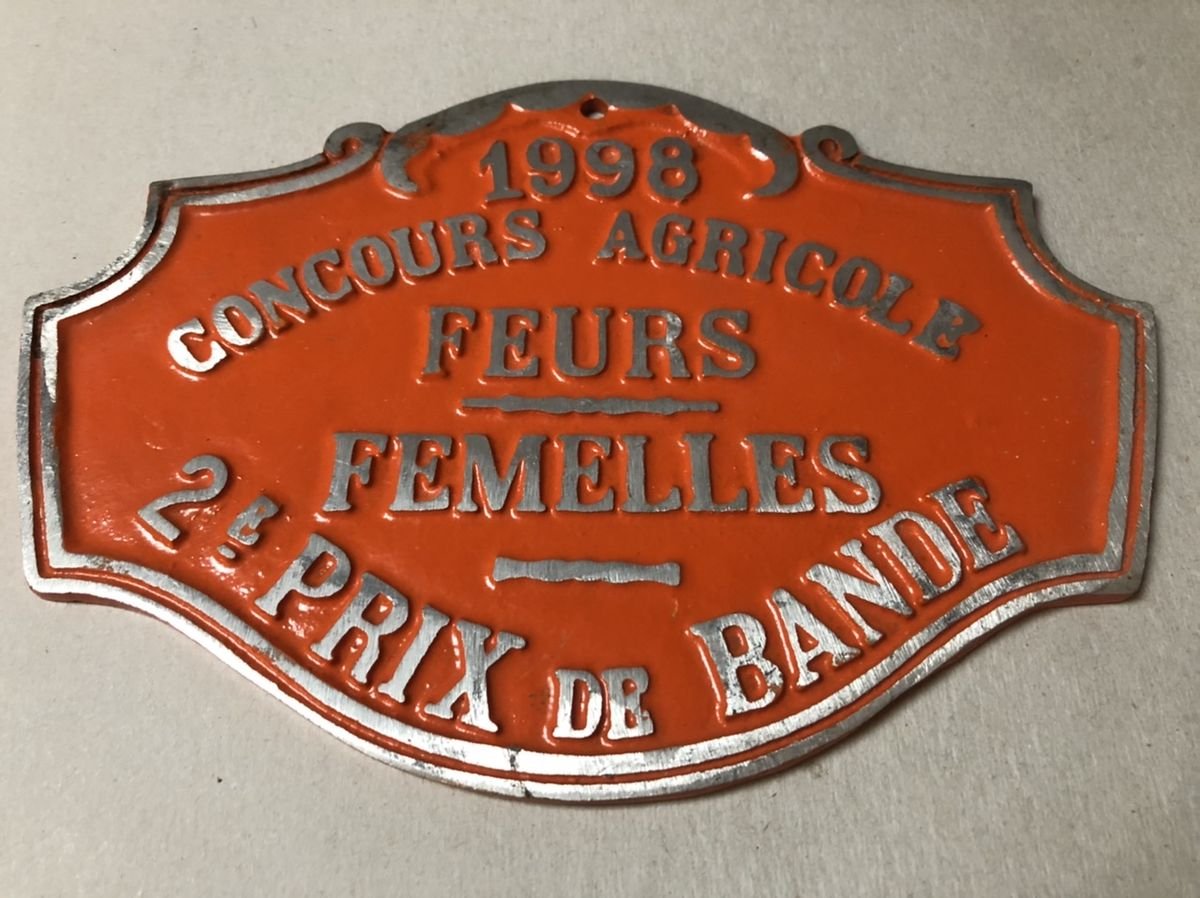 1998
CONCOURS AGRICOLE
FEURS
FEMELLES
2E PRIX DE BANDE